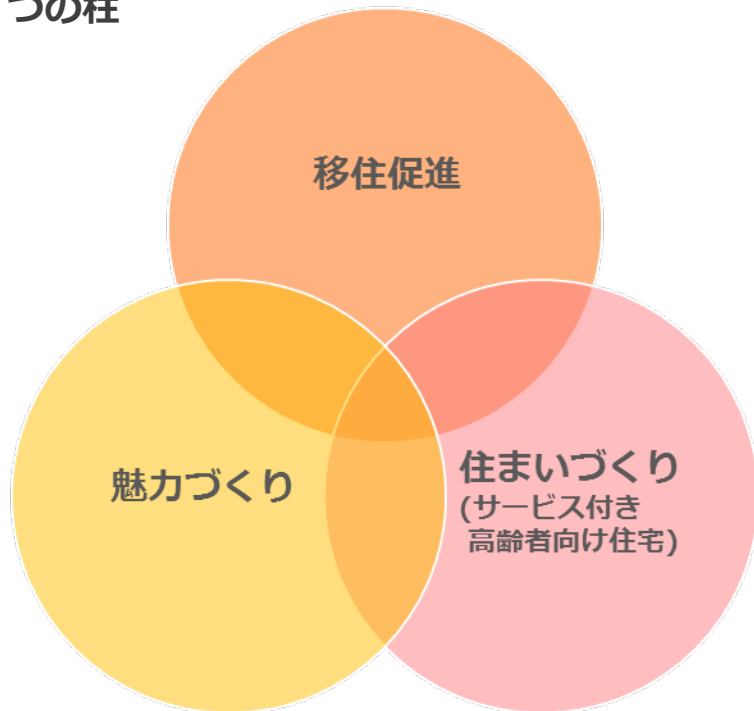 つの柱
移住促進
魅力づくり
住まいづくり
(サービス付き
高齢者向け住宅)